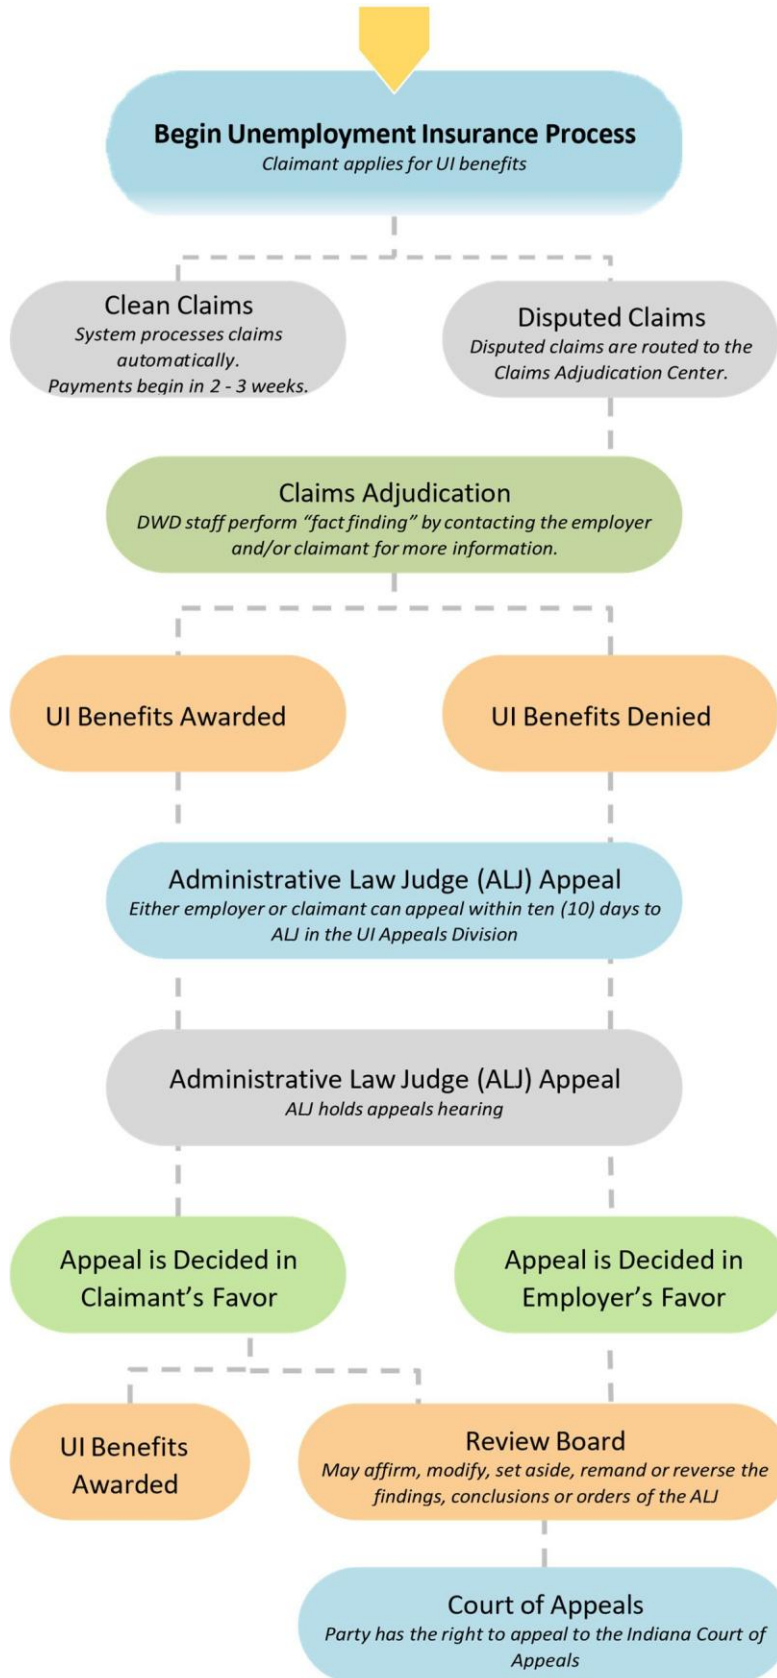 Begin Unemployment Insurance Process
Claimant applies for UI benefits
Clean Claims
System processes claims
automatically.
Payments begin in 2 - 3 weeks.
Disputed Claims
Disputed claims are routed to the
Claims Adjudication Center.
Claims Adjudication
DWD staff perform “fact finding” by contacting the employer
and/or claimant for more information.
UI Benefits Awarded
UI Benefits Denied
Administrative Law Judge (ALJ) Appeal
Either employer or claimant can appeal within ten (10) days to
ALJ in the UI Appeals Division
Administrative Law Judge (ALJ) Appeal
ALJ holds appeals hearing
Appeal is Decided in
Claimant’s Favor
Appeal is Decided in
Employer’s Favor
UI Benefits
Awarded
Review Board
May affirm, modify, set aside, remand or reverse the
findings, conclusions or orders of the ALJ
Court of Appeals
Party has the right to appeal to the Indiana Court of
Appeals